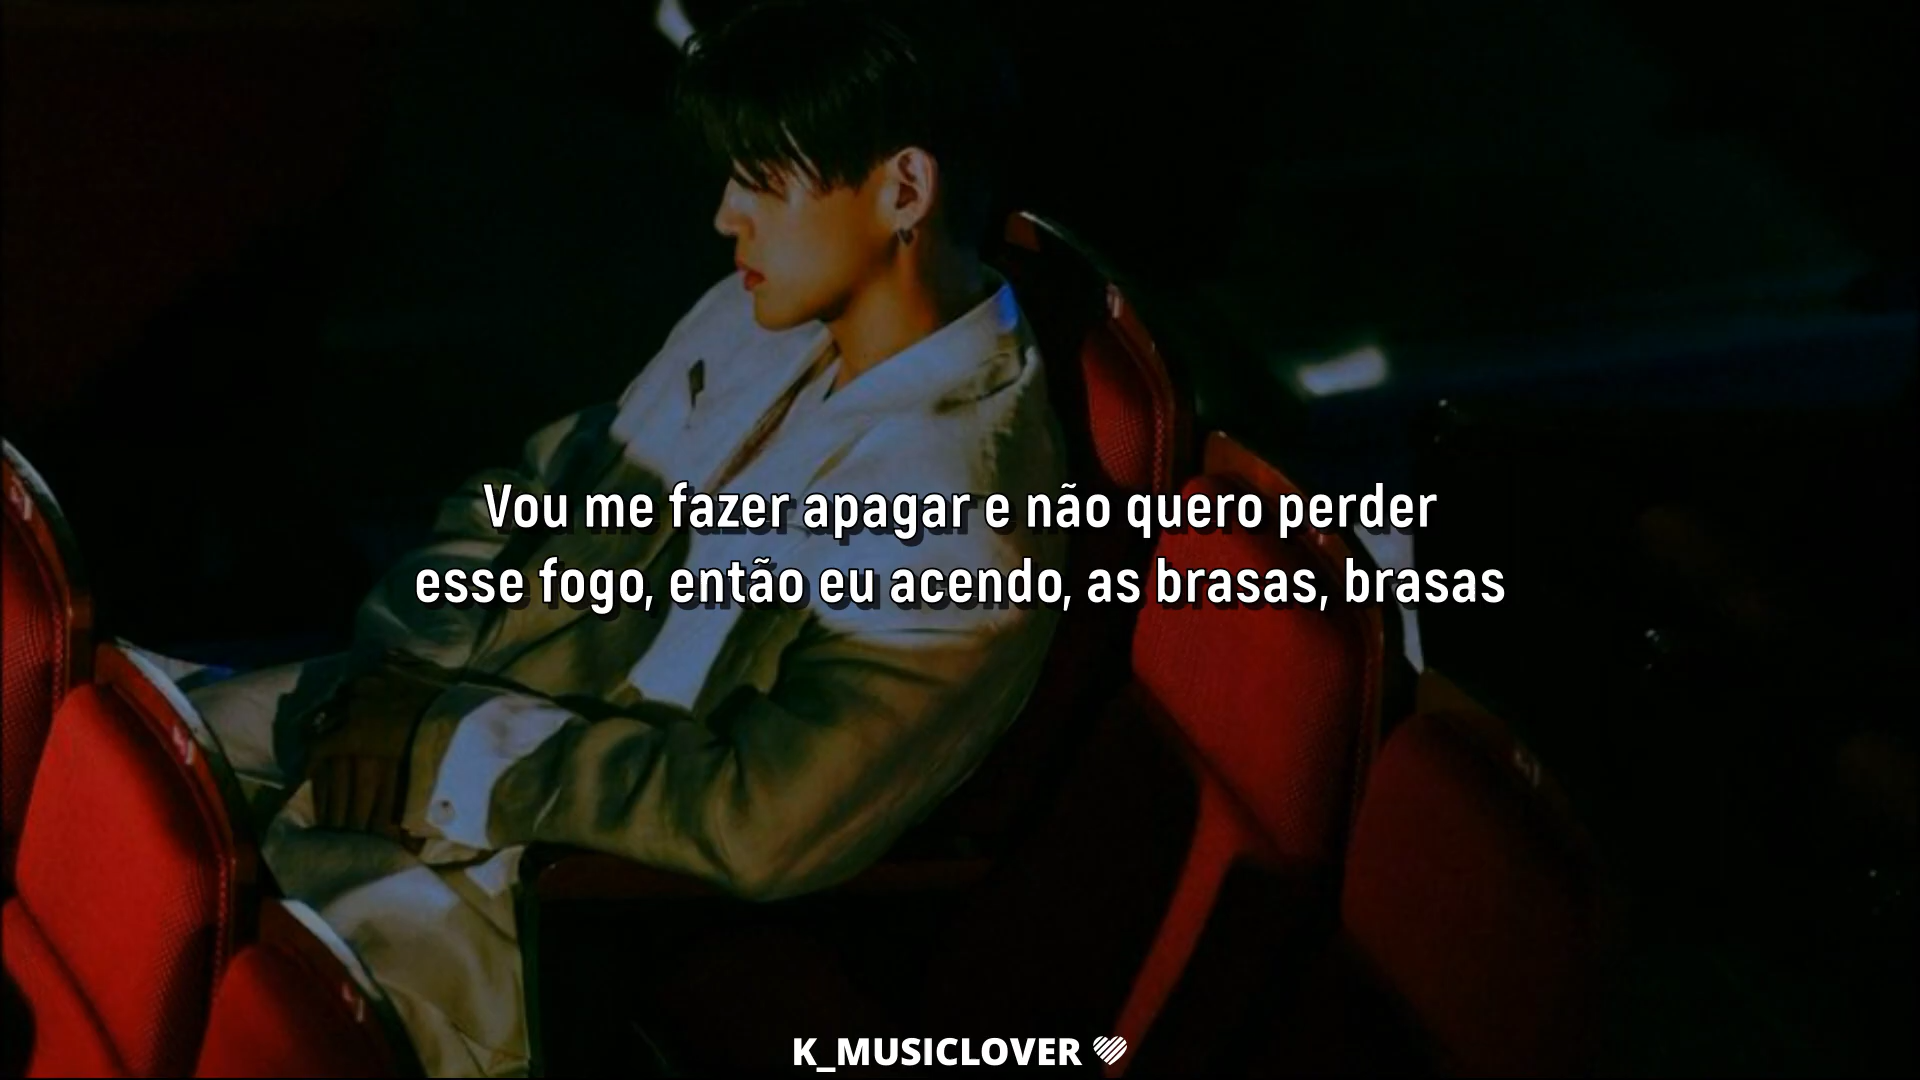 Vou me fazer apagar e não quero perder
esse fogo, então eu acendo, as brasas, brasas
K_MUSICLOVER